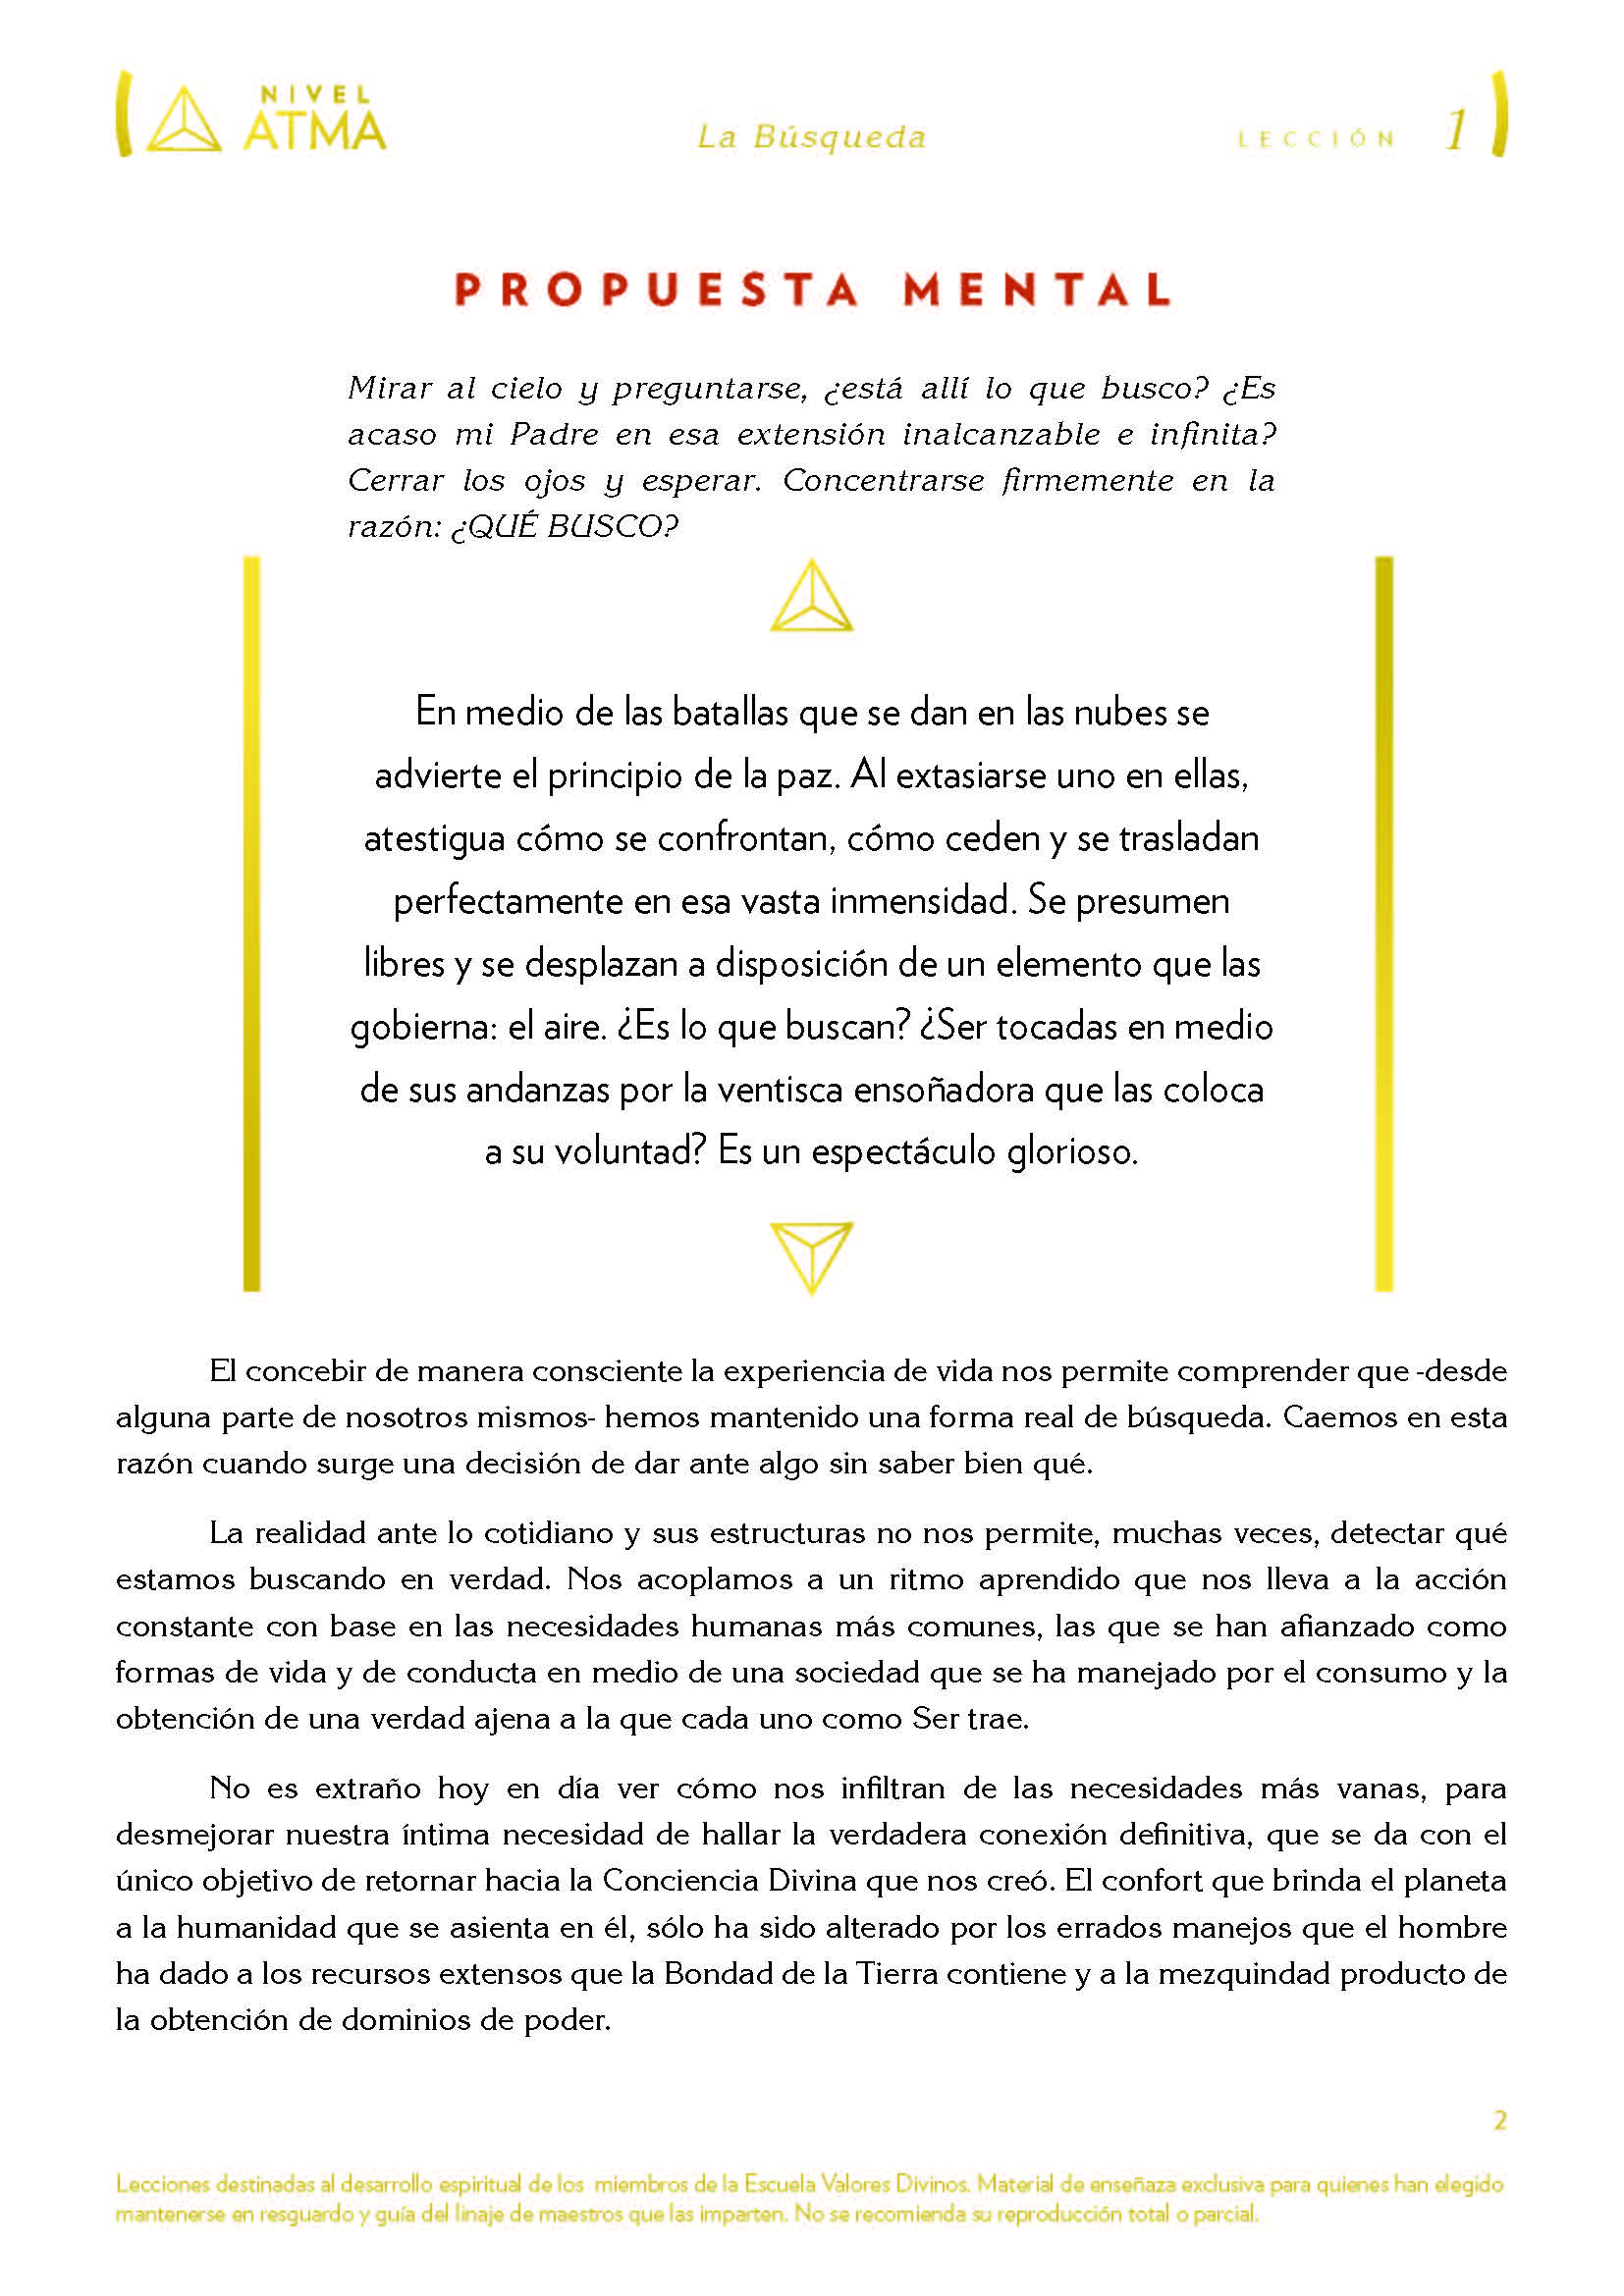 NIVEL
ATMA
La Búsqueda
LECCIÓN 1
PROPUESTA MENTAL
Mirar al cielo y preguntarse, ¿está allí lo que busco? ¿Es
acaso mi Padre en esa extensión inalcanzable e infinita?
Cerrar los ojos y esperar. Concentrarse firmemente en la
razón: ¿QUÉ BUSCO?
En medio de las batallas que se dan en las nubes se
advierte el principio de la paz. Al extasiarse uno en ellas,
atestigua cómo se confrontan, cómo ceden y se trasladan
perfectamente en esa vasta inmensidad. Se presumen
libres y se desplazan a disposición de un elemento que las
gobierna: el aire. ¿Es lo que buscan? ¿Ser tocadas en medio
de sus andanzas por la ventisca ensoñadora que las coloca
a su voluntad? Es un espectáculo glorioso.
El concebir de manera consciente la experiencia de vida nos permite comprender que -desde
alguna parte de nosotros mismos- hemos mantenido una forma real de búsqueda. Caemos en esta
razón cuando surge una decisión de dar ante algo sin saber bien qué.
La realidad ante lo cotidiano y sus estructuras no nos permite, muchas veces, detectar qué
estamos buscando en verdad. Nos acoplamos a un ritmo aprendido que nos lleva a la acción
constante con base en las necesidades humanas más comunes, las que se han afianzado como
formas de vida y de conducta en medio de una sociedad que se ha manejado por el consumo y la
obtención de una verdad ajena a la que cada uno como Ser trae.
No es extraño hoy en día ver cómo nos infiltran de las necesidades más vanas, para
desmejorar nuestra íntima necesidad de hallar la verdadera conexión definitiva, que se da con el
único objetivo de retornar hacia la Conciencia Divina que nos creó. El confort que brinda el planeta
a la humanidad que se asienta en él, sólo ha sido alterado por los errados manejos que el hombre
ha dado a los recursos extensos que la Bondad de la Tierra contiene y a la mezquindad producto de
la obtención de dominios de poder.
2
Lecciones destinadas al desarrollo espiritual de los miembros de la Escuela Valores Divinos. Material de enseñaza exclusiva para quienes han elegido
mantenerse en resguardo y guía del linaje de maestros que las imparten. No se recomienda su reproducción total o parcial.